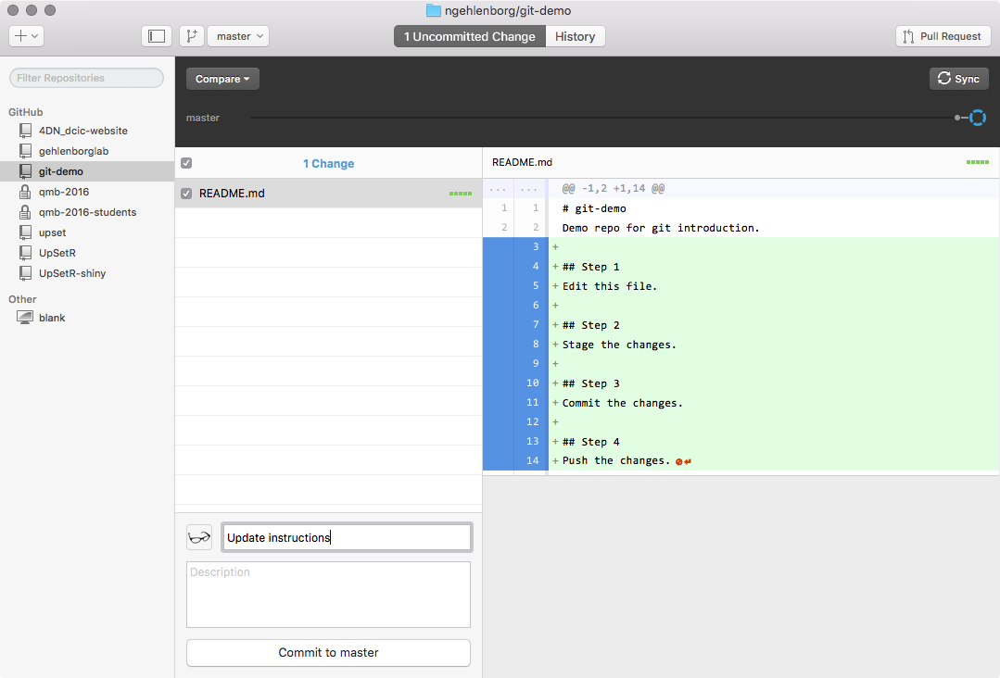 ngehlenborg/git-demo
master
1 Uncommitted Change
History
Pull Request
Filter Repositories
GitHub
4DN_dcic-website
gehlenborglab
git-demo
qmb-2016
qmb-2016-students
upset
UpSetR
UpSetR-shiny
Other
blank
Compare
Sync
master
1 Change
README.md
Update instructions
Description
Commit to master
README.md
... ... @@ -1,2 +1,14 @@
1 1 # git-demo
2 2 Demo repo for git introduction.
3 +
4 + ## Step 1
5 + Edit this file.
6 +
7 + ## Step 2
8 + Stage the changes.
9 +
10 + ## Step 3
11 + Commit the changes.
12 +
13 + ## Step 4
14 + Push the changes.